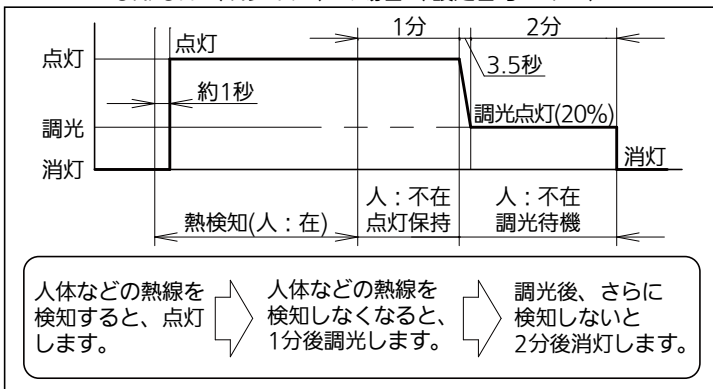 1分
2分
点灯
点灯
3.5秒
約1秒
調光点灯(20%)
調光
消灯
消灯
人：不在
人：不在
熱検知(人：在)
点灯保持
調光待機
人体などの熱線を
検知すると、点灯
します。
人体などの熱線を
検知しなくなると、
1分後調光します。
調光後、さらに
検知しないと
2分後消灯します。